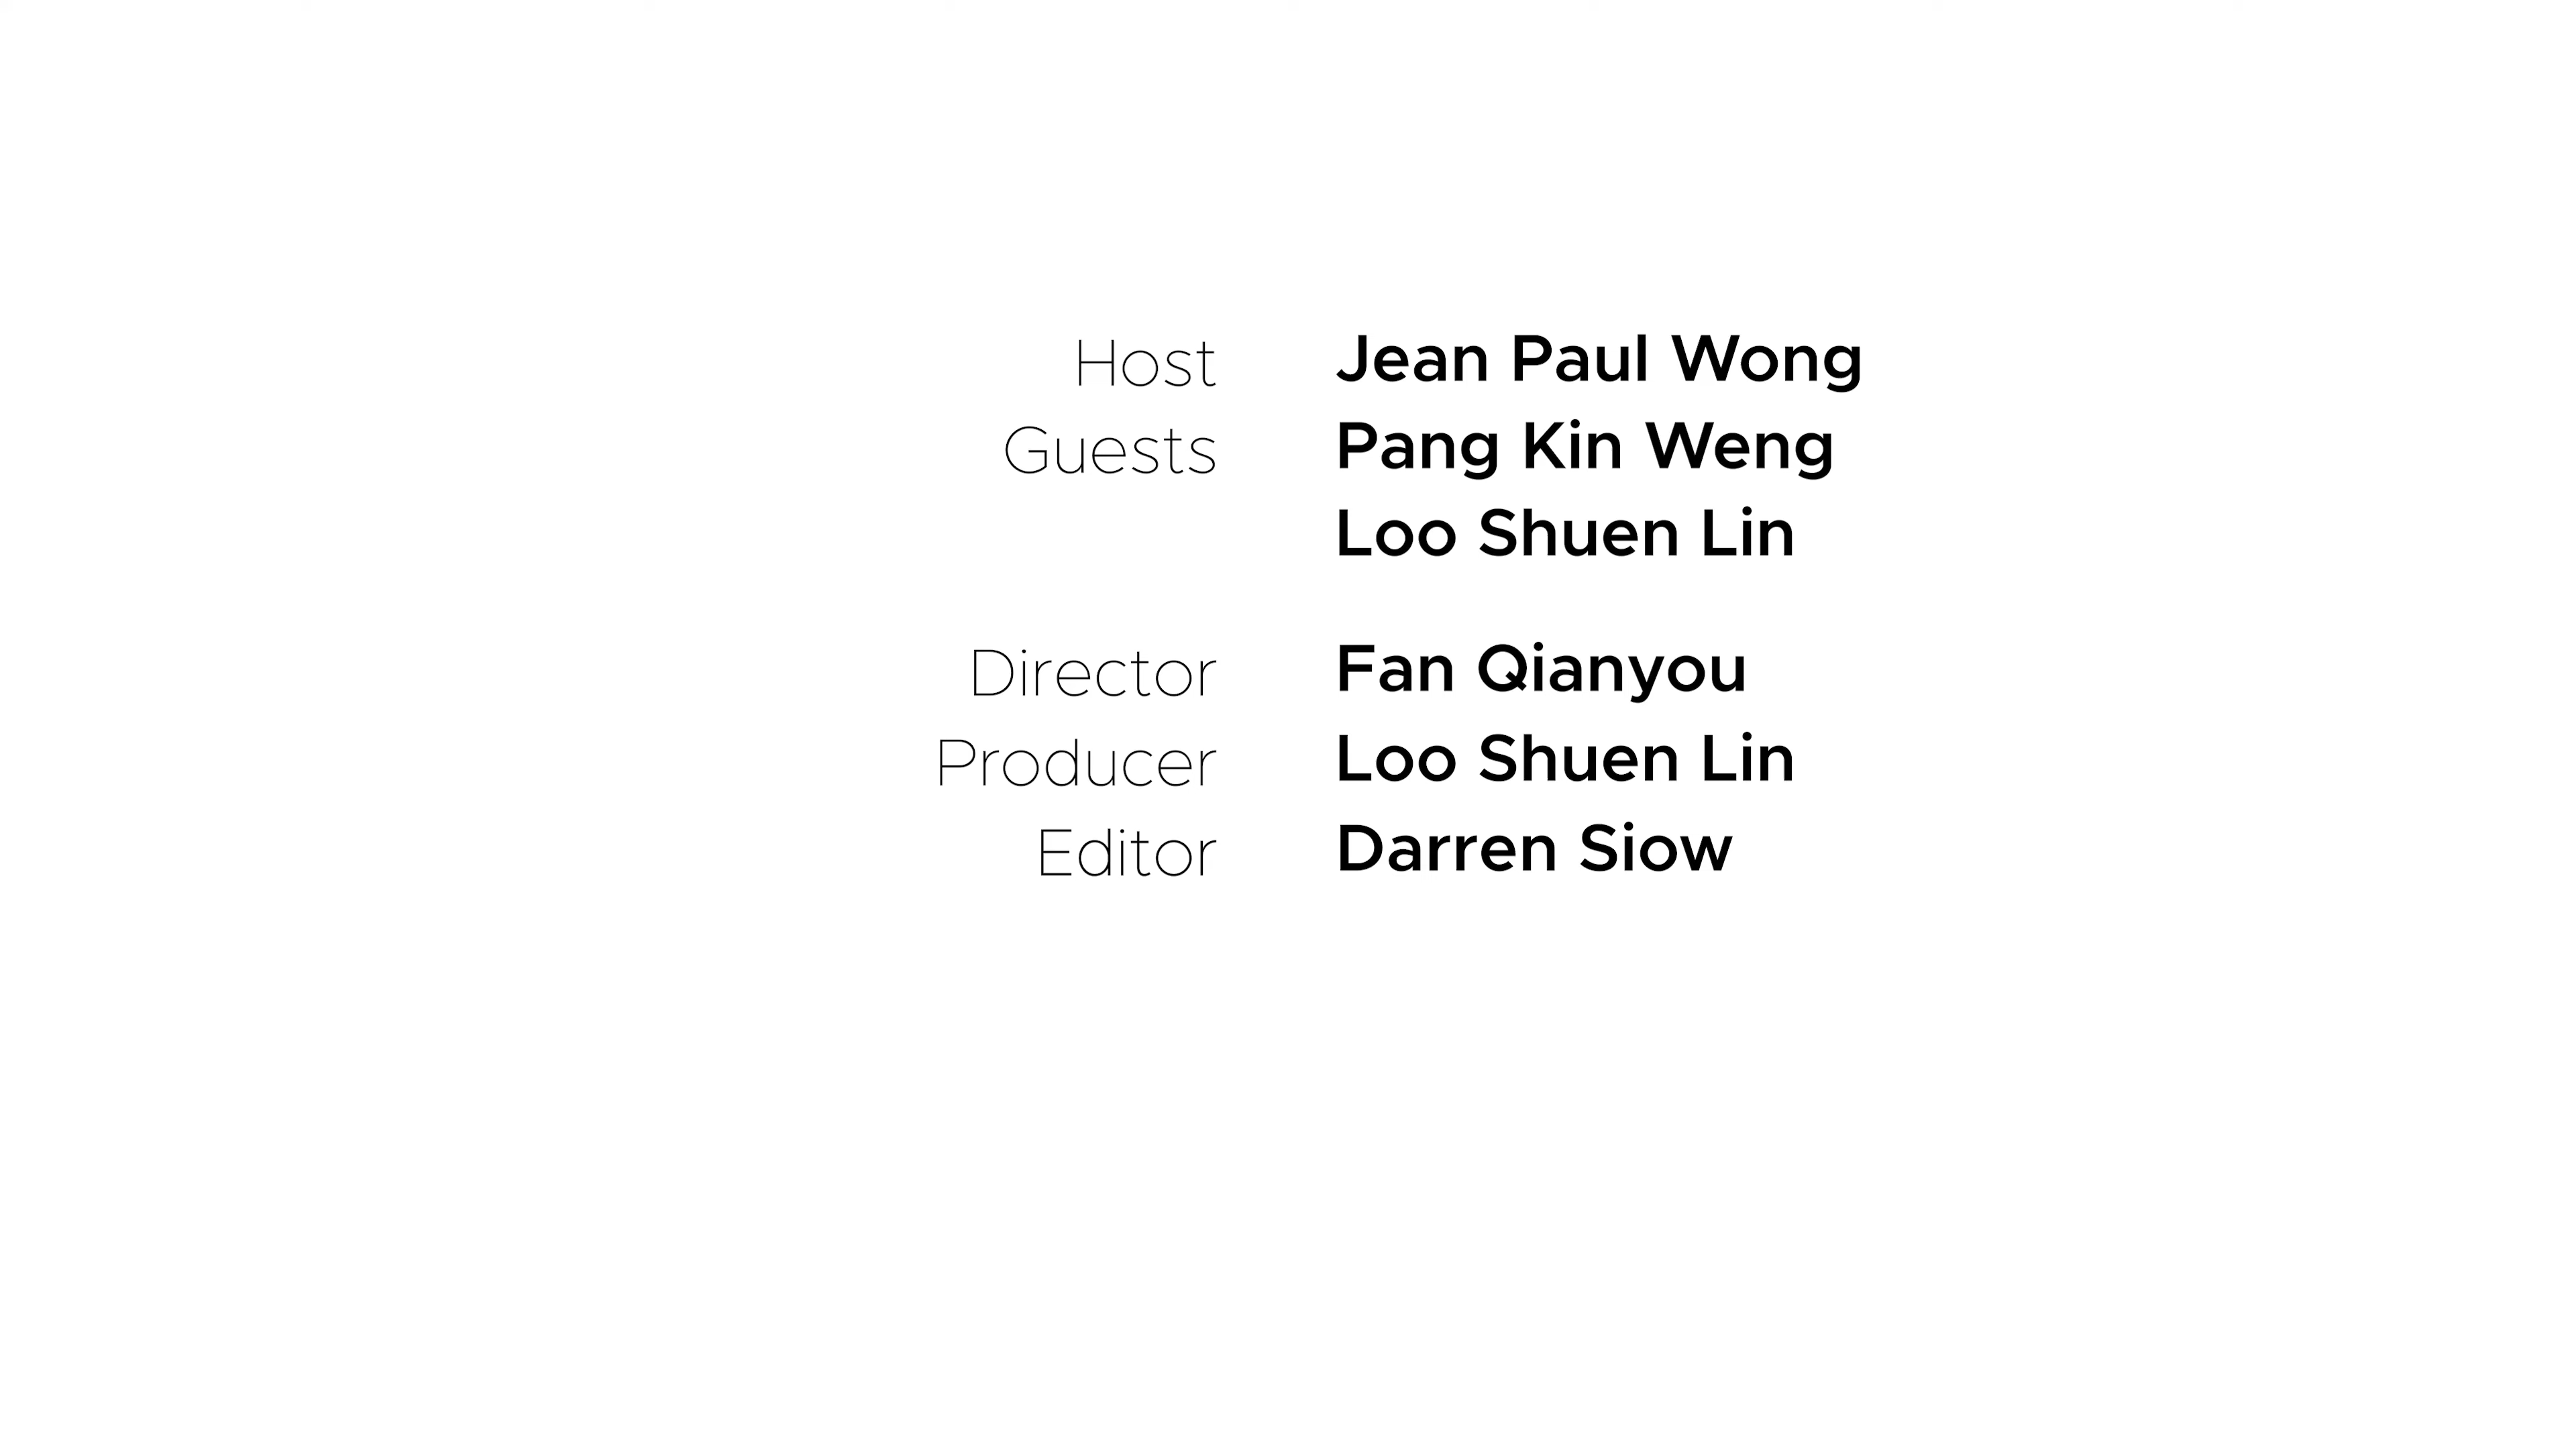 Host Jean Paul Wong
Guests Pang Kin Weng
Loo Shuen Lin
Director Fan Qianyou
Producer Loo Shuen Lin
Editor Darren Siow